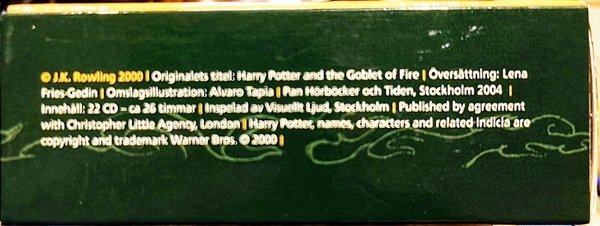 © J.K. Rowling 2000 | Originalets titel: Harry Potter and the Goblet of Fire | Översättning: Lena
Fries-Gedin | Omslagsillustration: Alvaro Tapia | Pan Hörböcker och Tiden, Stockholm 2004 |
Innehåll: 22 CD – ca 26 timmar | Inspelad av Visuellt Ljud, Stockholm | Published by agreement
with Christopher Little Agency, London | Harry Potter, names, characters and related indicia are
copyright and trademark Warner Bros. © 2000 |